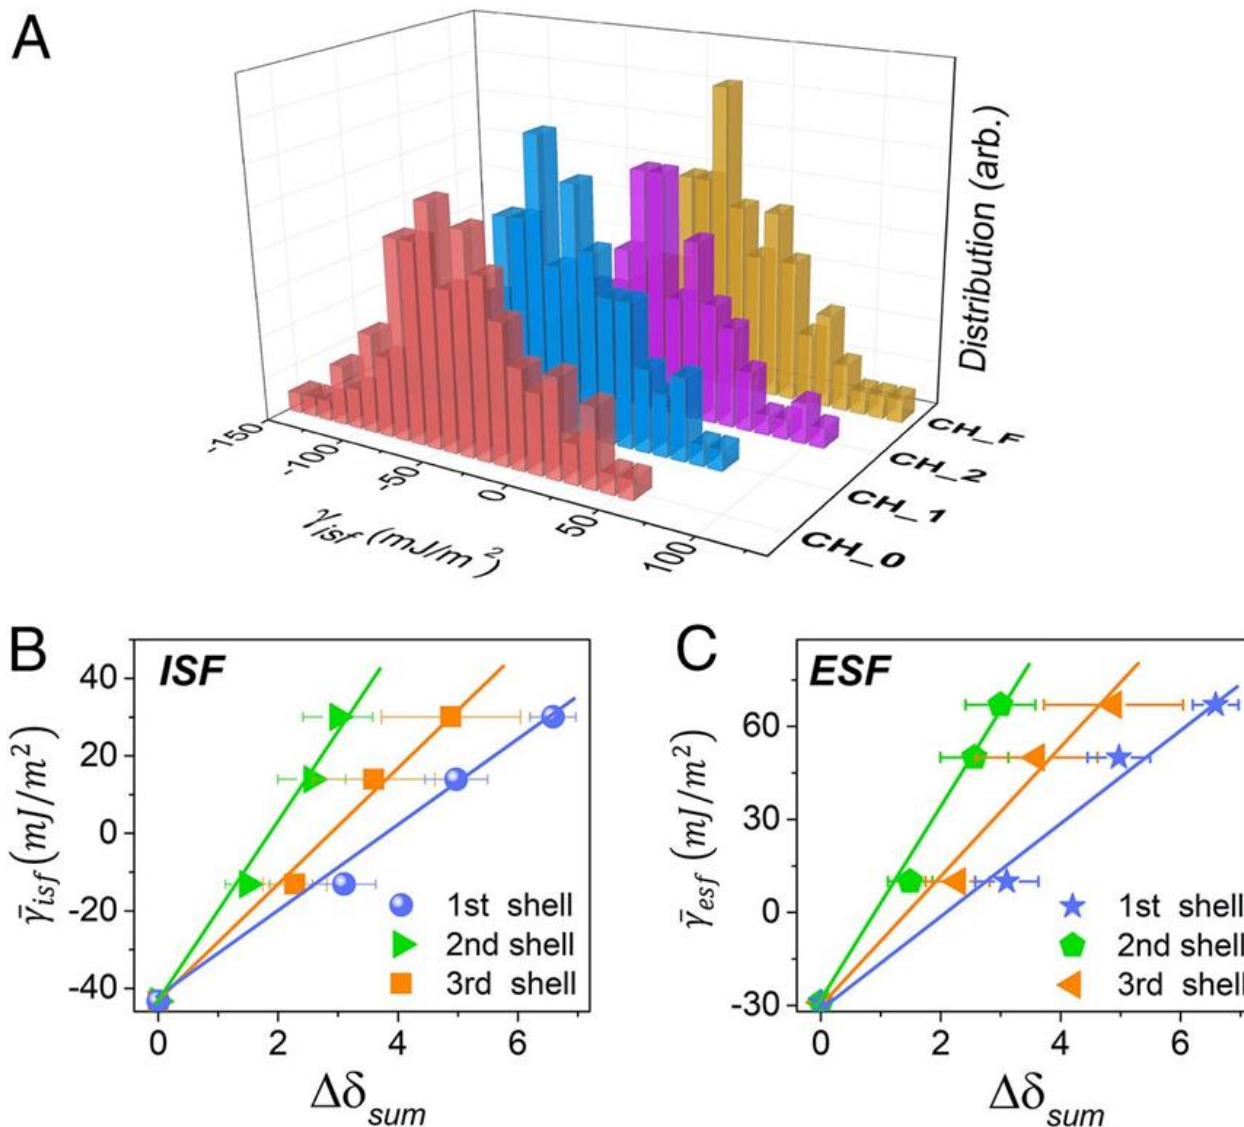 A
Distribution (arb.)
CH_F
CH_2
CH_1
CH_0
-150
-100
-50
0
50
100
γisf (mJ/m²)
B
ISF
40
20
0
-20
-40
γ̄isf (mJ/m²)
1st shell
2nd shell
3rd shell
0 2 4 6
Δδsum
C
ESF
60
30
0
-30
γ̄esf (mJ/m²)
1st shell
2nd shell
3rd shell
0 2 4 6
Δδsum